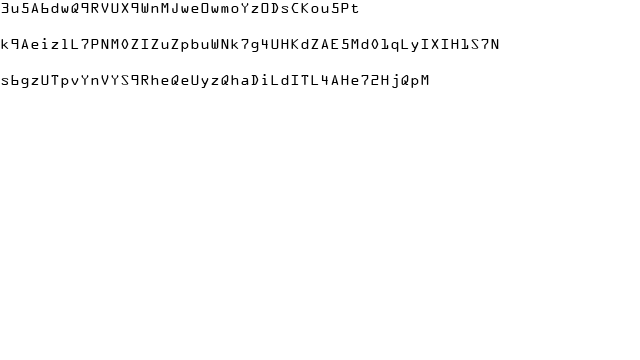 3u5A6dwQ9RVUX9WnMJweOwmoYzODsCKou5Pt
k9Aeiz1L7PNM0ZIZuZpbuWNk7g4UHKdZAE5Md01qLyIXIH1S7N
s6gzUTpvYnVYS9RheQeUyzQhaDiLdITL4AHe72HjQpM